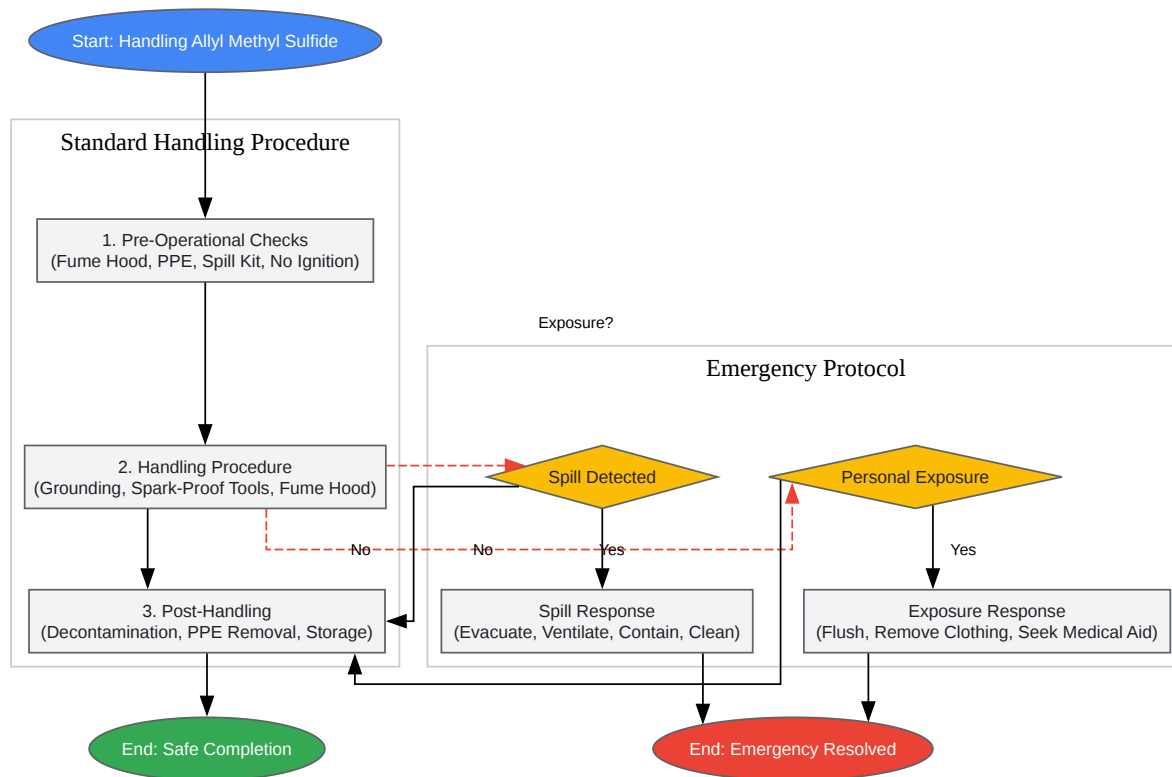 Start: Handling Allyl Methyl Sulfide
Standard Handling Procedure
1. Pre-Operational Checks
(Fume Hood, PPE, Spill Kit, No Ignition)
Exposure?
Emergency Protocol
2. Handling Procedure
(Grounding, Spark-Proof Tools, Fume Hood)
Spill Detected
Personal Exposure
No
No
Yes
Yes
3. Post-Handling
(Decontamination, PPE Removal, Storage)
Spill Response
(Evacuate, Ventilate, Contain, Clean)
Exposure Response
(Flush, Remove Clothing, Seek Medical Aid)
End: Safe Completion
End: Emergency Resolved